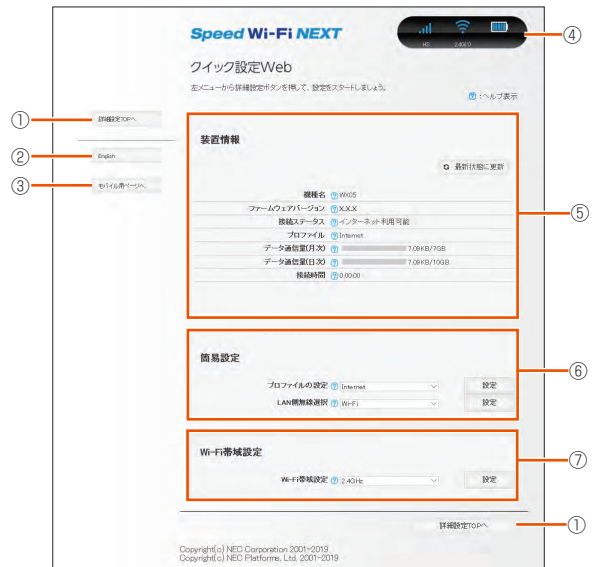 Speed Wi-Fi NEXT
HS 2.4G(1)
④
クイック設定Web
左メニューから詳細設定ボタンを押して、設定をスタートしましょう。
? :ヘルプ表示
① 詳細設定TOPへ
② English
③ モバイル用ページへ
装置情報
最新状態に更新
機種名 ? WX05
ファームウェアバージョン ? X.X.X
接続ステータス ? インターネット利用可能
プロファイル ? Internet
データ通信量(月次) ? 7.09KB/7GB
データ通信量(日次) ? 7.09KB/10GB
接続時間 ? 0:00:00
⑤
簡易設定
プロファイルの設定 ? Internet 設定
LAN側無線選択 ? Wi-Fi 設定
⑥
Wi-Fi帯域設定
Wi-Fi帯域設定 ? 2.4GHz 設定
⑦
詳細設定TOPへ ①
Copyright(c) NEC Corporation 2001-2019
Copyright(c) NEC Platforms, Ltd. 2001-2019